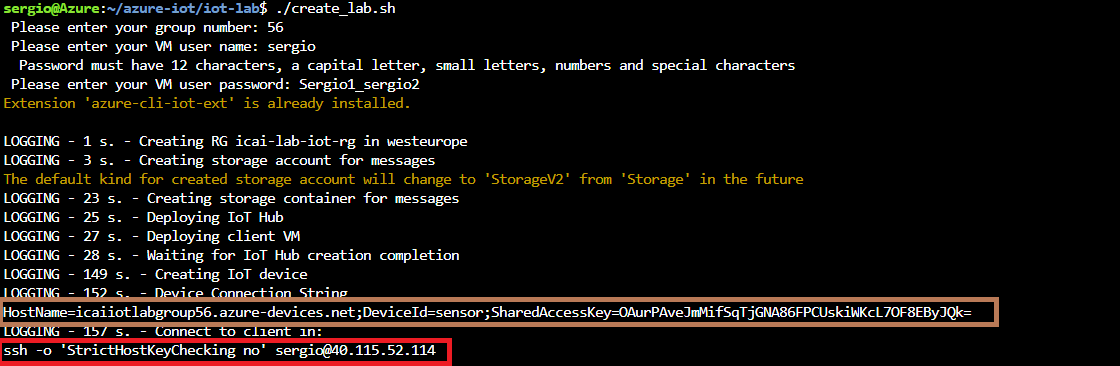 sergio@Azure:~/azure-iot/iot-lab$ ./create_lab.sh
Please enter your group number: 56
Please enter your VM user name: sergio
Password must have 12 characters, a capital letter, small letters, numbers and special characters
Please enter your VM user password: Sergio1_sergio2
Extension 'azure-cli-iot-ext' is already installed.
LOGGING - 1 s. - Creating RG icai-lab-iot-rg in westeurope
LOGGING - 3 s. - Creating storage account for messages
The default kind for created storage account will change to 'StorageV2' from 'Storage' in the future
LOGGING - 23 s. - Creating storage container for messages
LOGGING - 25 s. - Deploying IoT Hub
LOGGING - 27 s. - Deploying client VM
LOGGING - 28 s. - Waiting for IoT Hub creation completion
LOGGING - 149 s. - Creating IoT device
LOGGING - 152 s. - Device Connection String
HostName=icaiiotlabgroup56.azure-devices.net;DeviceId=sensor;SharedAccessKey=OAurPAveJmMifSqTjGNA86FPCUskiWKcL7OF8EByJQk=
LOGGING - 157 s. - Connect to client in:
ssh -o 'StrictHostKeyChecking no' sergio@40.115.52.114